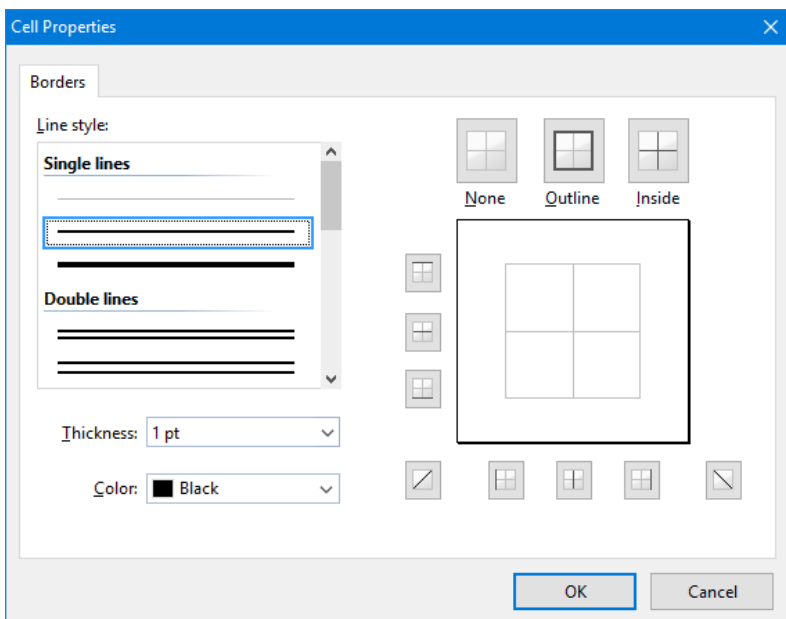 Cell Properties
Borders
Line style:
Single lines
Double lines
Thickness: 1 pt
Color: Black
None Outline Inside
OK Cancel